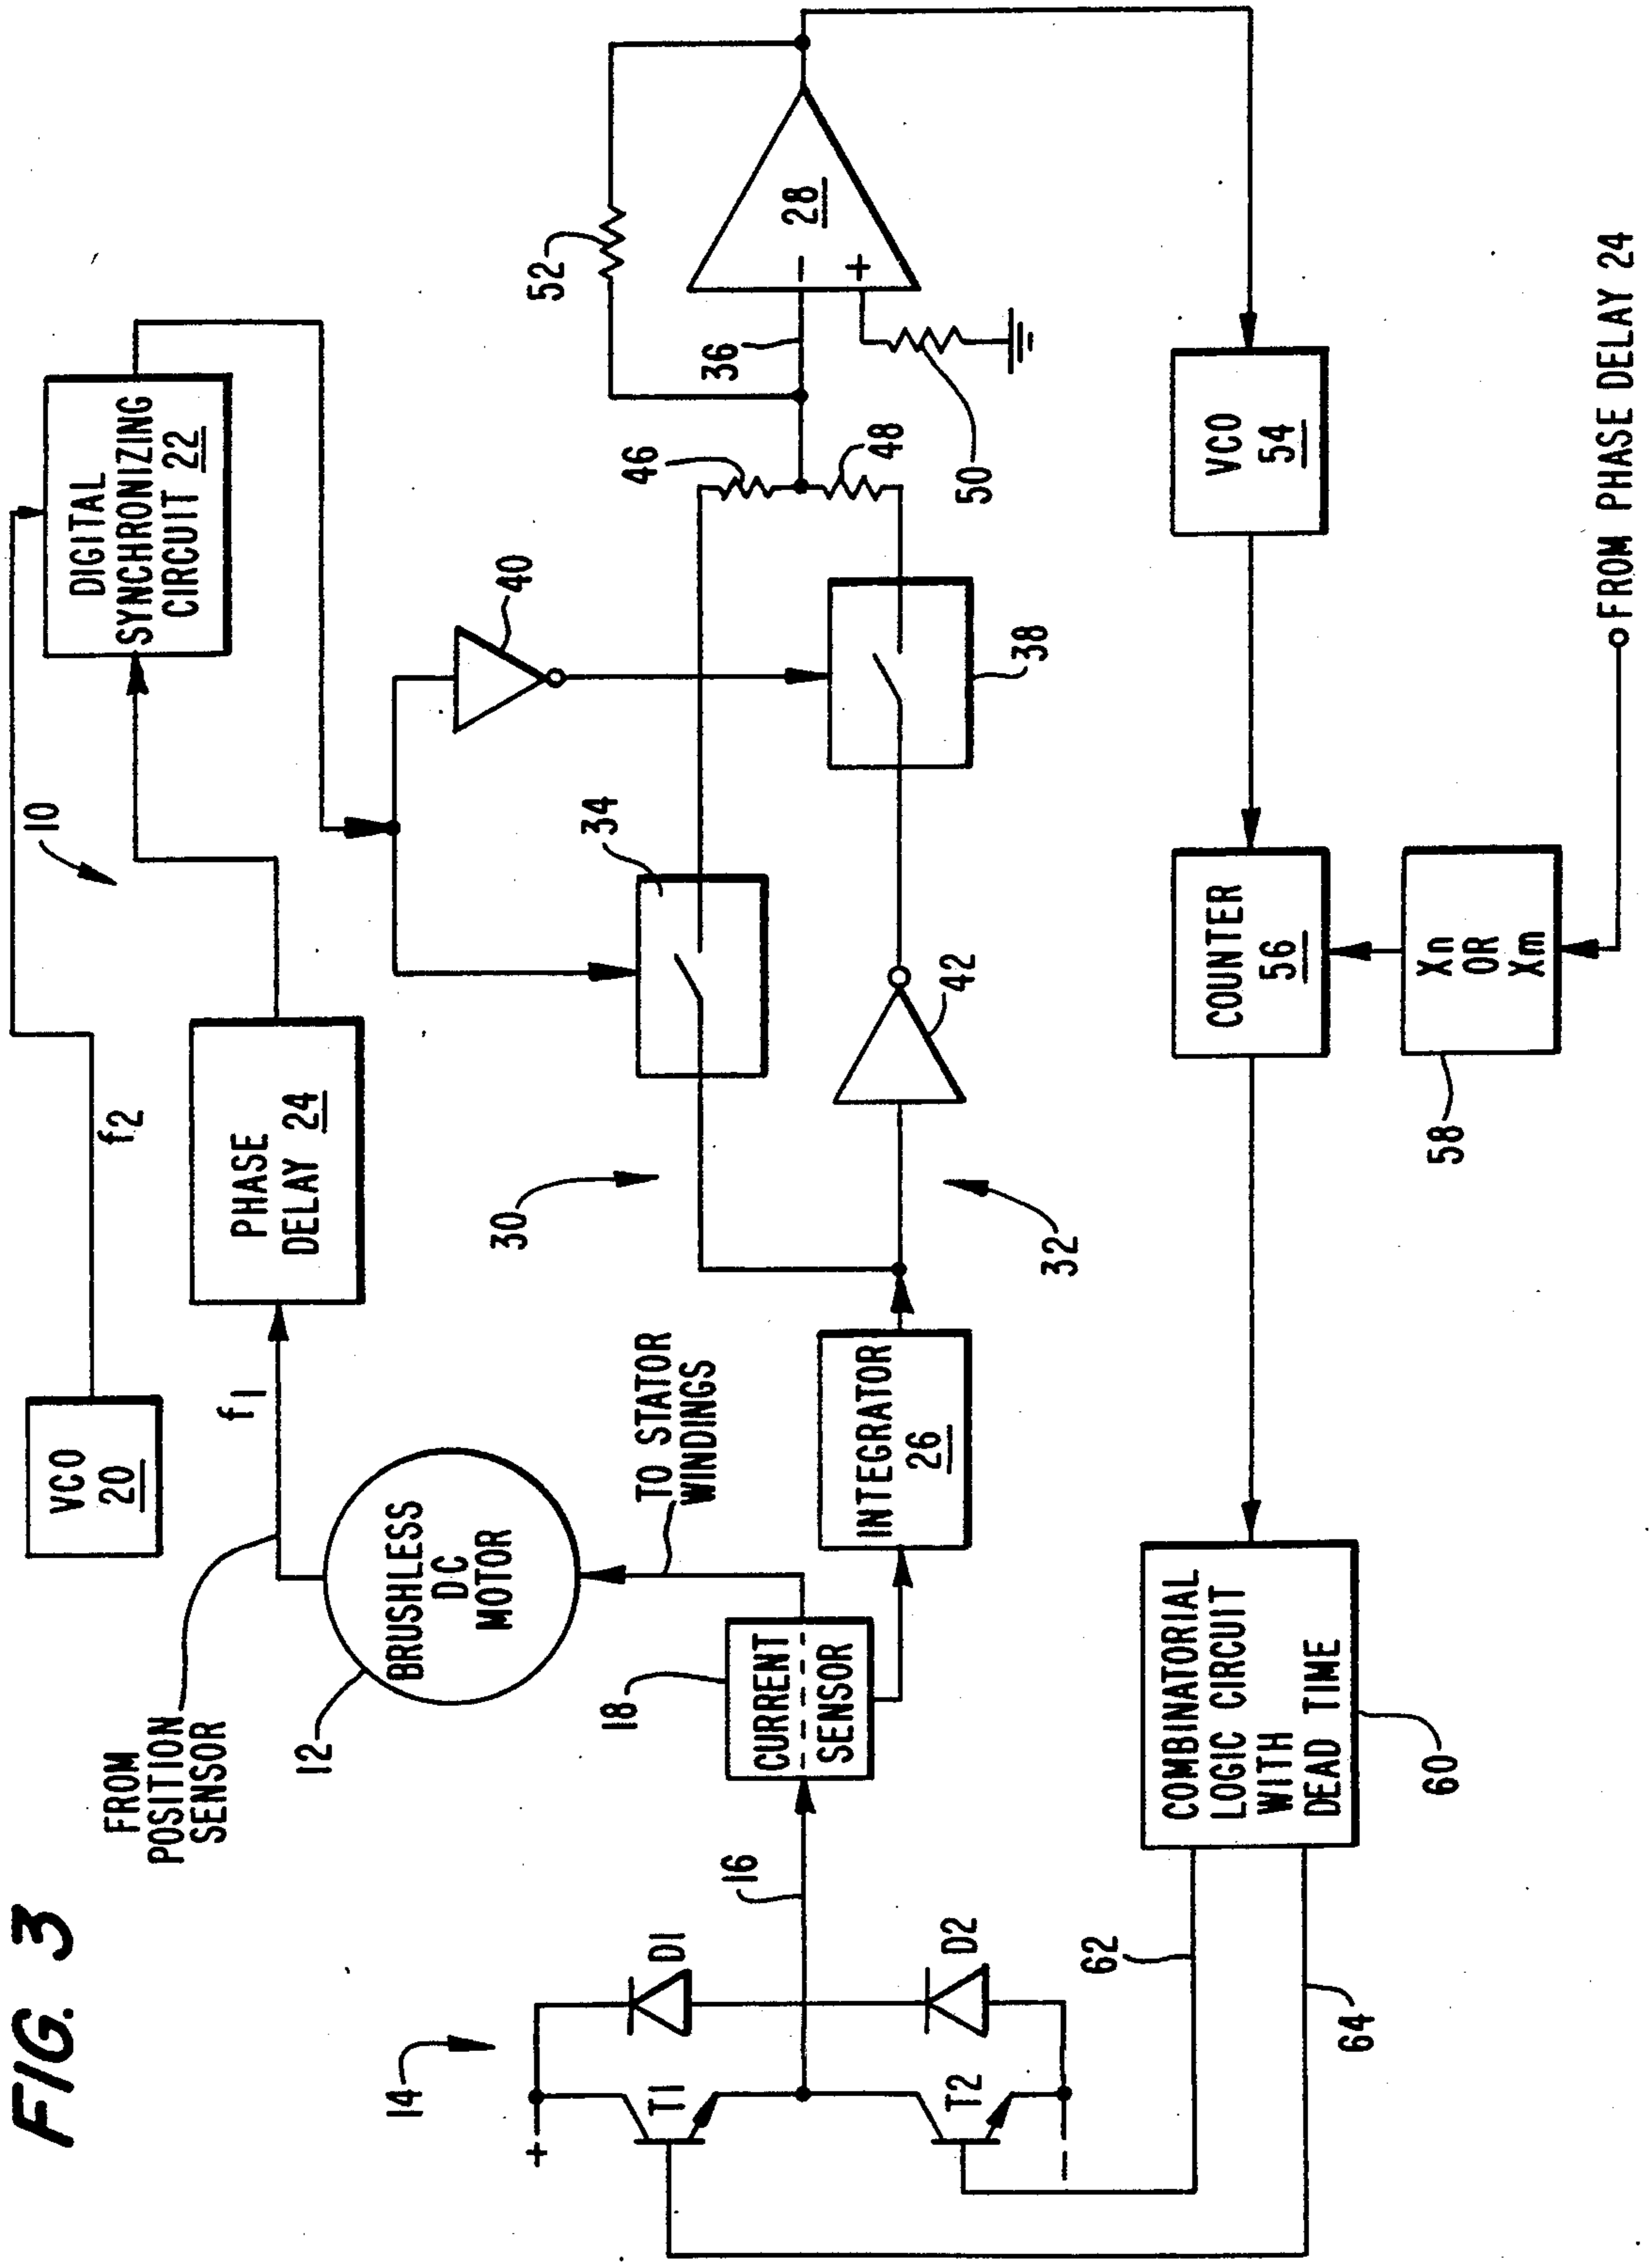 FIG. 3
VCO
20
f2
10
DIGITAL
SYNCHRONIZING
CIRCUIT 22
FROM
POSITION
SENSOR
f1
PHASE
DELAY 24
12
BRUSHLESS
DC
MOTOR
40
14
+
T1
D1
16
T2
D2
−
18
CURRENT
SENSOR
TO STATOR
WINDINGS
INTEGRATOR
26
30
32
34
42
38
46
48
36
52
50
−
+
28
62
64
COMBINATORIAL
LOGIC CIRCUIT
WITH
DEAD TIME
60
COUNTER
56
VCO
54
58
Xn
OR
Xm
FROM PHASE DELAY 24